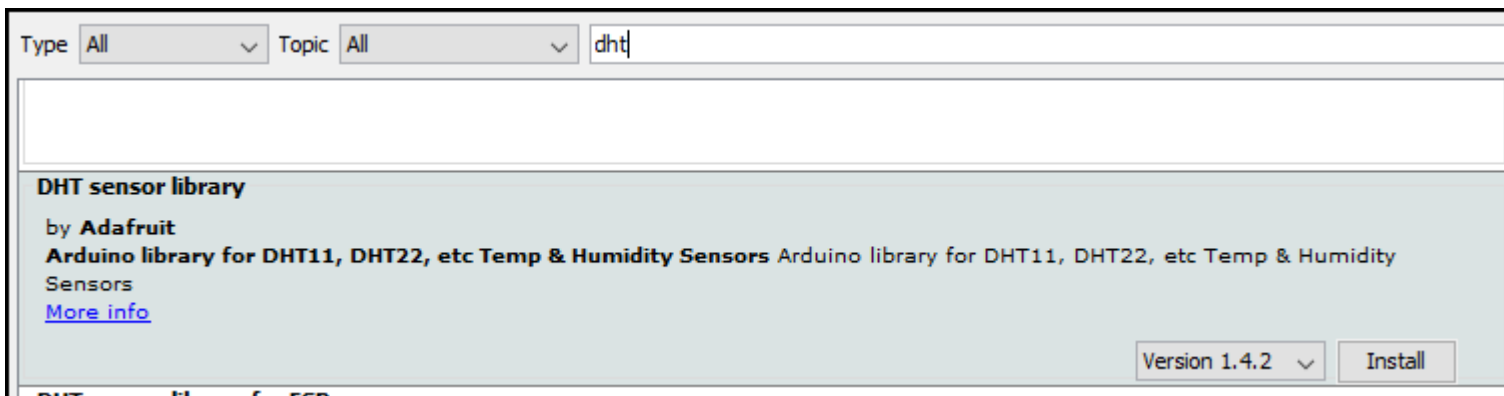 Type All Topic All dht
DHT sensor library
by Adafruit
Arduino library for DHT11, DHT22, etc Temp & Humidity Sensors Arduino library for DHT11, DHT22, etc Temp & Humidity
Sensors
More info
Version 1.4.2 Install